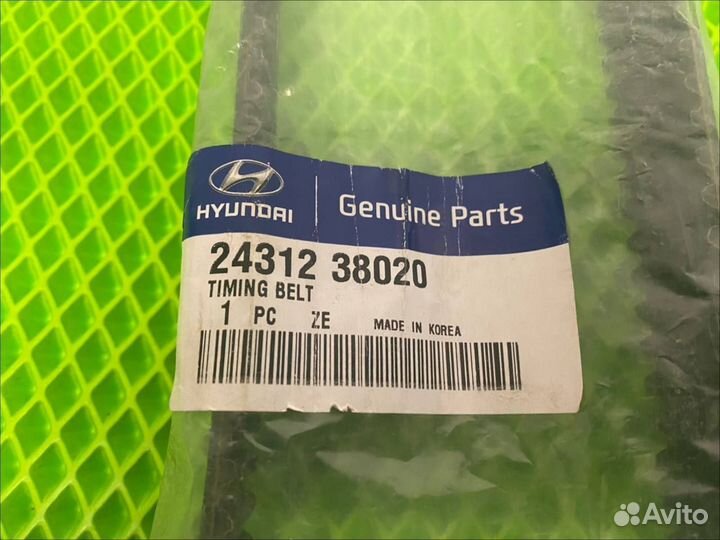 HYUNDAI Genuine Parts
24312 38020
TIMING BELT
1 PC ZE MADE IN KOREA
Avito